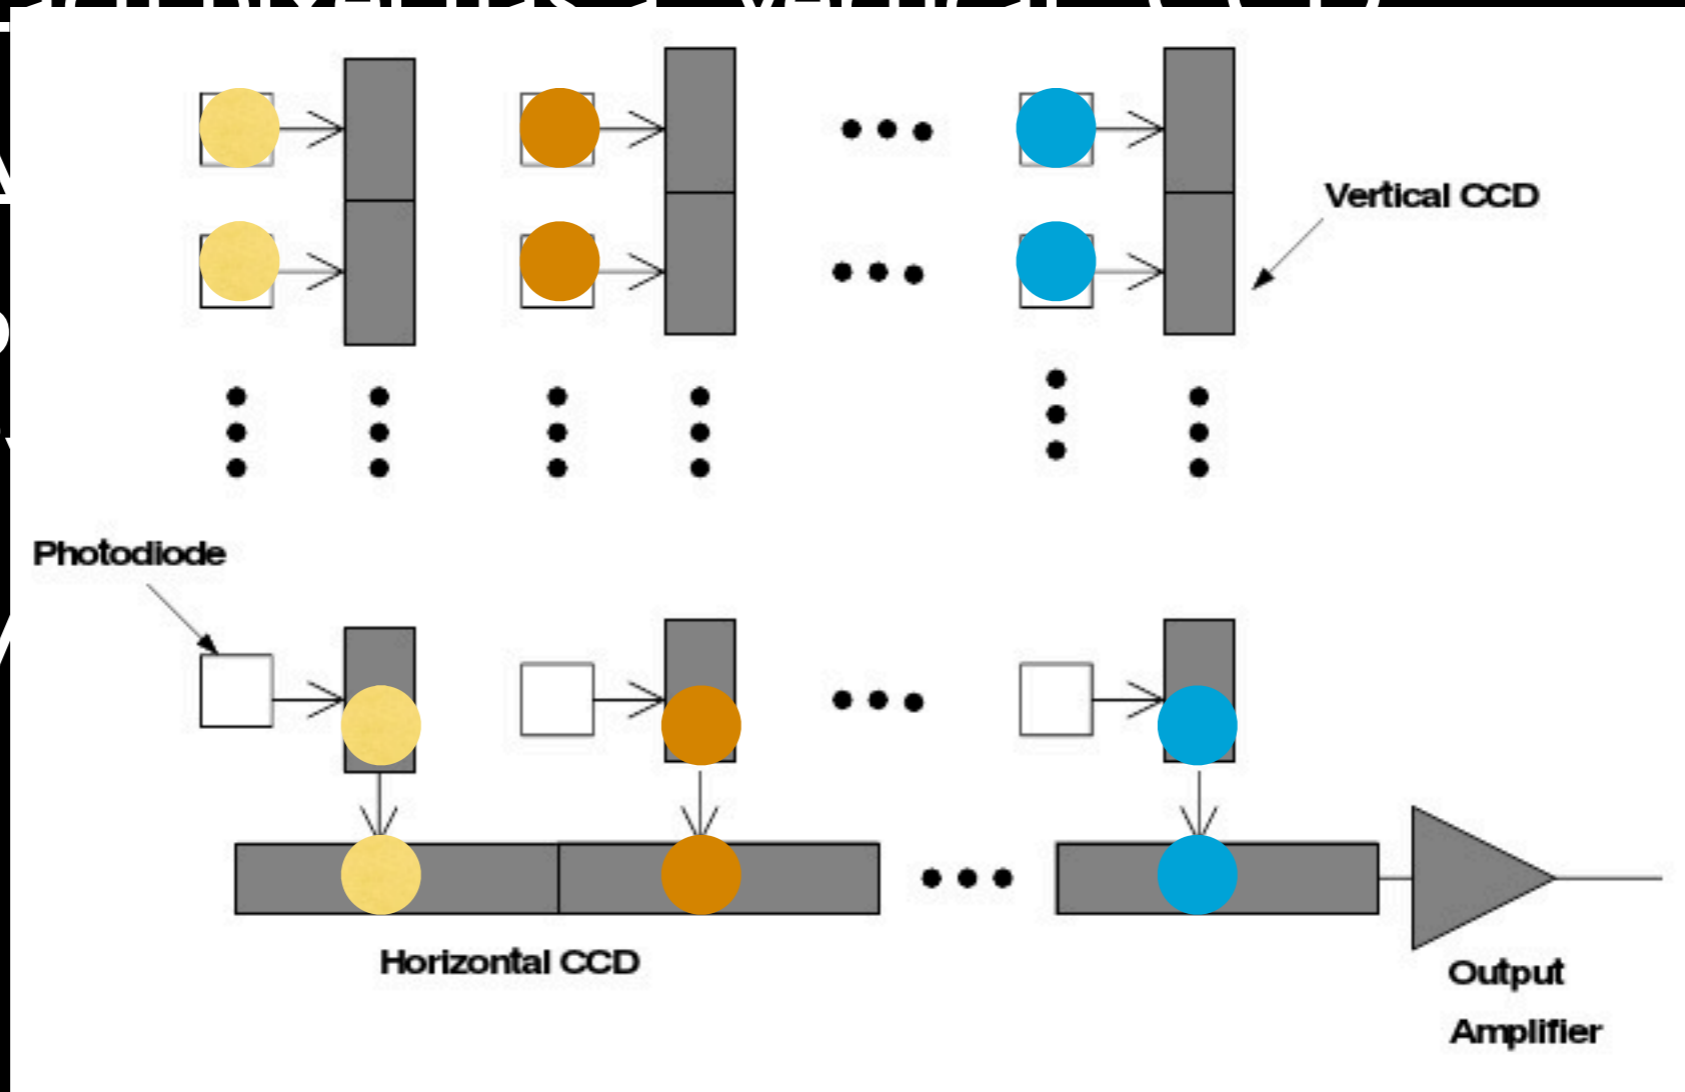 Vertical CCD
Photodiode
Horizontal CCD
Output
Amplifier